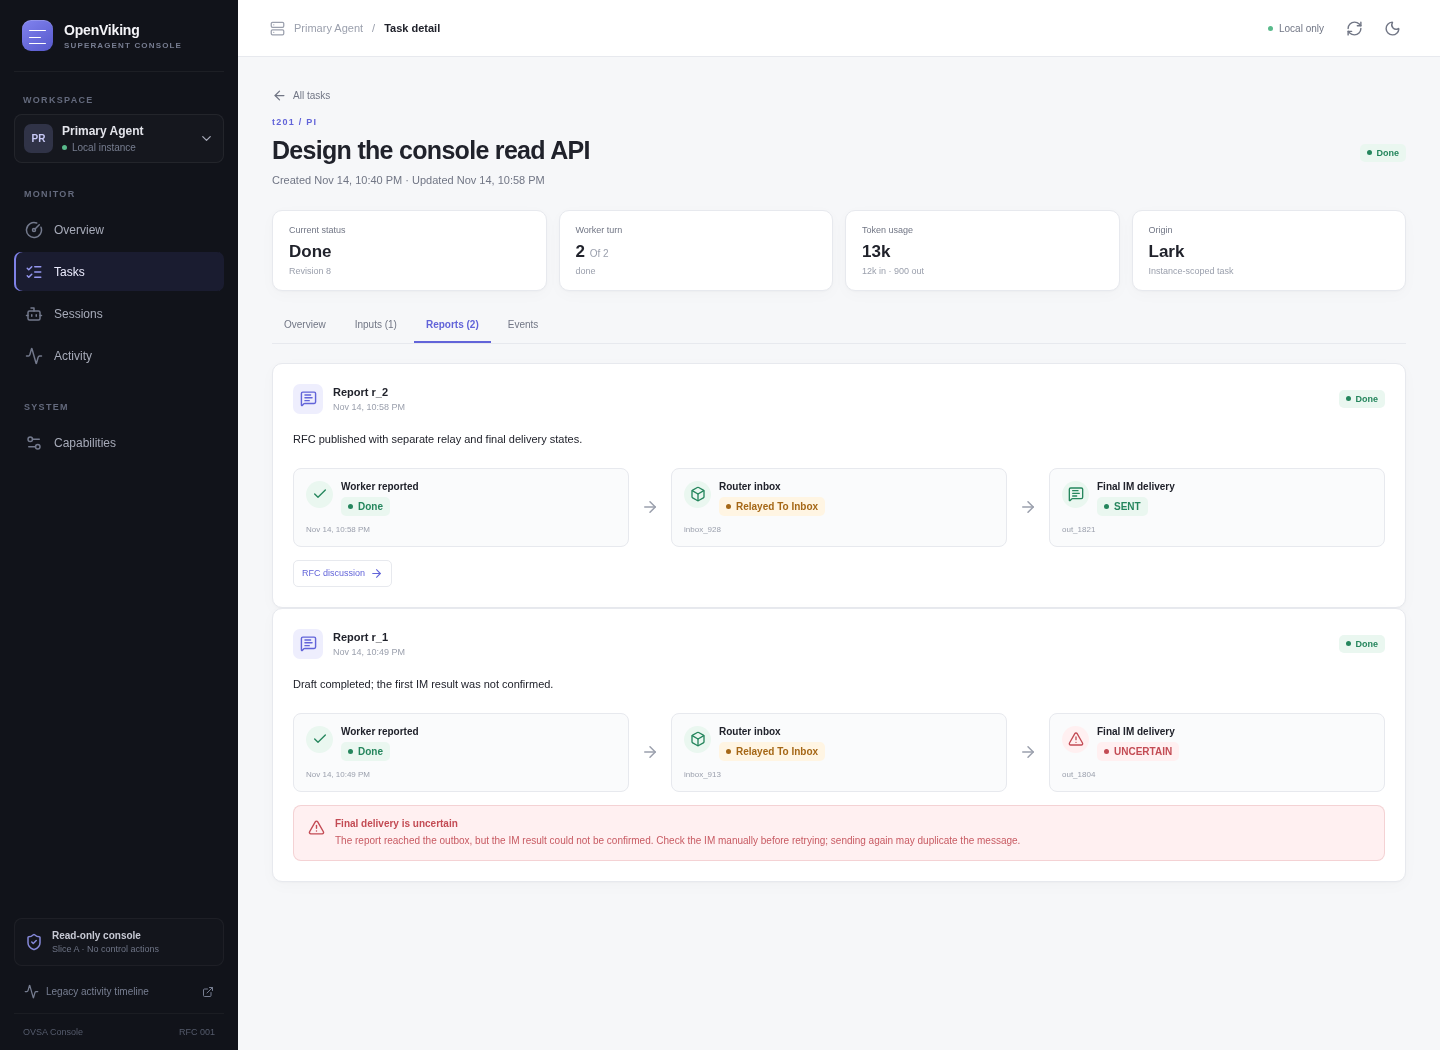 OpenViking
SUPERAGENT CONSOLE
WORKSPACE
PR
Primary Agent
Local instance
MONITOR
Overview
Tasks
Sessions
Activity
SYSTEM
Capabilities
Read-only console
Slice A · No control actions
Legacy activity timeline
OVSA Console
RFC 001
Primary Agent / Task detail
Local only
All tasks
t201 / PI
Design the console read API
Done
Created Nov 14, 10:40 PM · Updated Nov 14, 10:58 PM
Current status
Done
Revision 8
Worker turn
2 Of 2
done
Token usage
13k
12k in · 900 out
Origin
Lark
Instance-scoped task
Overview
Inputs (1)
Reports (2)
Events
Report r_2
Nov 14, 10:58 PM
Done
RFC published with separate relay and final delivery states.
Worker reported
Done
Nov 14, 10:58 PM
Router inbox
Relayed To Inbox
inbox_928
Final IM delivery
SENT
out_1821
RFC discussion
Report r_1
Nov 14, 10:49 PM
Done
Draft completed; the first IM result was not confirmed.
Worker reported
Done
Nov 14, 10:49 PM
Router inbox
Relayed To Inbox
inbox_913
Final IM delivery
UNCERTAIN
out_1804
Final delivery is uncertain
The report reached the outbox, but the IM result could not be confirmed. Check the IM manually before retrying; sending again may duplicate the message.